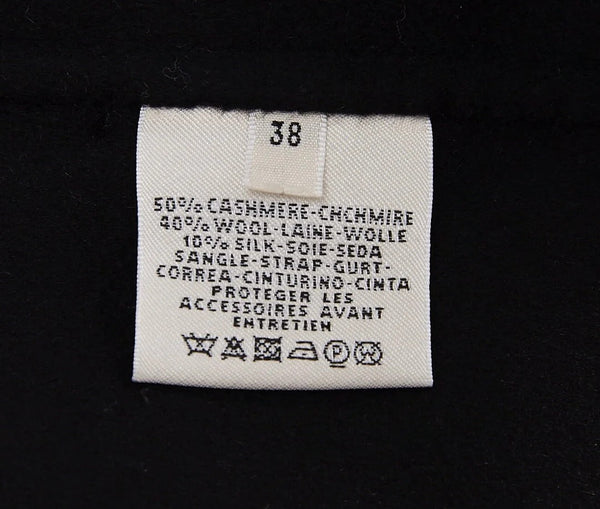 38
50% CASHMERE-CHCHMIRE
40% WOOL-LAINE-WOLLE
10% SILK-SOIE-SEDA
SANGLE-STRAP-GURT-
CORREA-CINTURINO-CINTA
PROTEGER LES
ACCESSOIRES AVANT
ENTRETIEN
P W